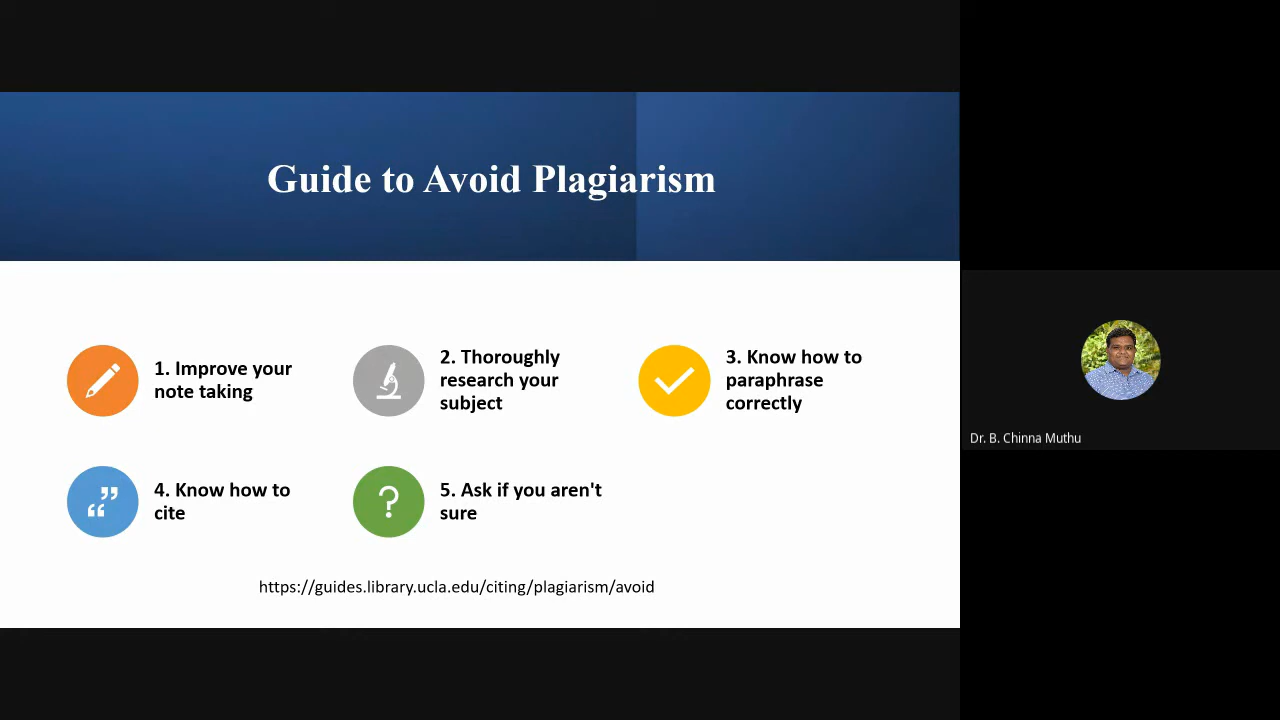 Guide to Avoid Plagiarism
1. Improve your
note taking
2. Thoroughly
research your
subject
3. Know how to
paraphrase
correctly
4. Know how to
cite
5. Ask if you aren't
sure
https://guides.library.ucla.edu/citing/plagiarism/avoid
Dr. B. Chinna Muthu